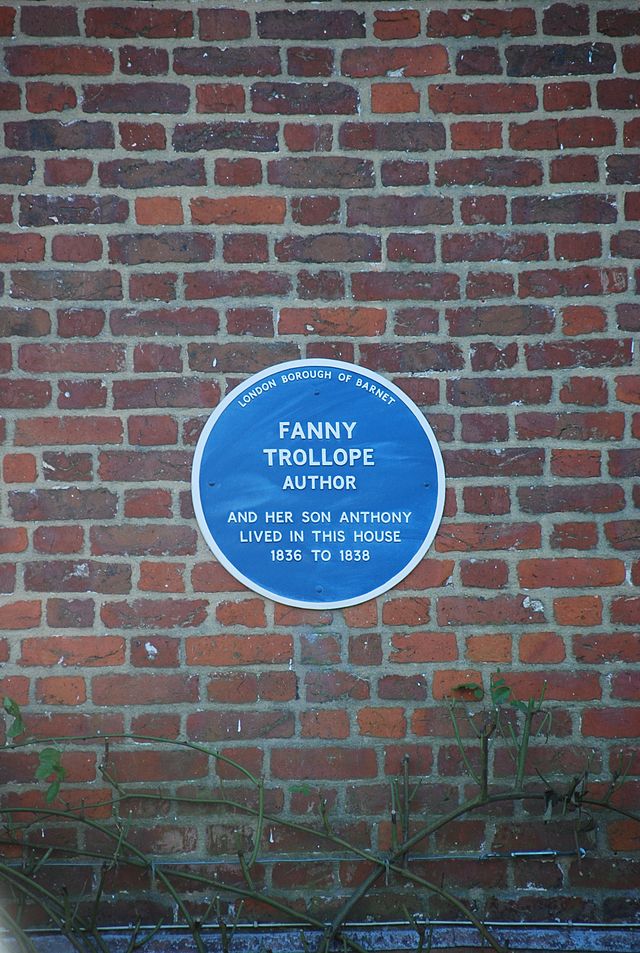 LONDON BOROUGH OF BARNET
FANNY
TROLLOPE
AUTHOR
AND HER SON ANTHONY
LIVED IN THIS HOUSE
1836 TO 1838